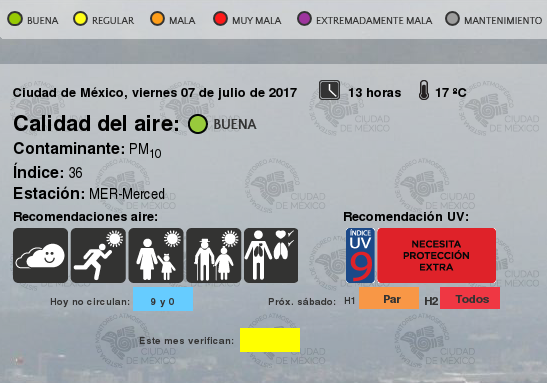 BUENA REGULAR MALA MUY MALA EXTREMADAMENTE MALA MANTENIMIENTO
Ciudad de México, viernes 07 de julio de 2017 13 horas 17 ºC
Calidad del aire: BUENA
Contaminante: PM10
Índice: 36
Estación: MER-Merced
Recomendaciones aire: Recomendación UV:
ÍNDICE
UV
9
NECESITA
PROTECCIÓN
EXTRA
Hoy no circulan: 9 y 0 Próx. sábado: H1 Par H2 Todos
Este mes verifican: